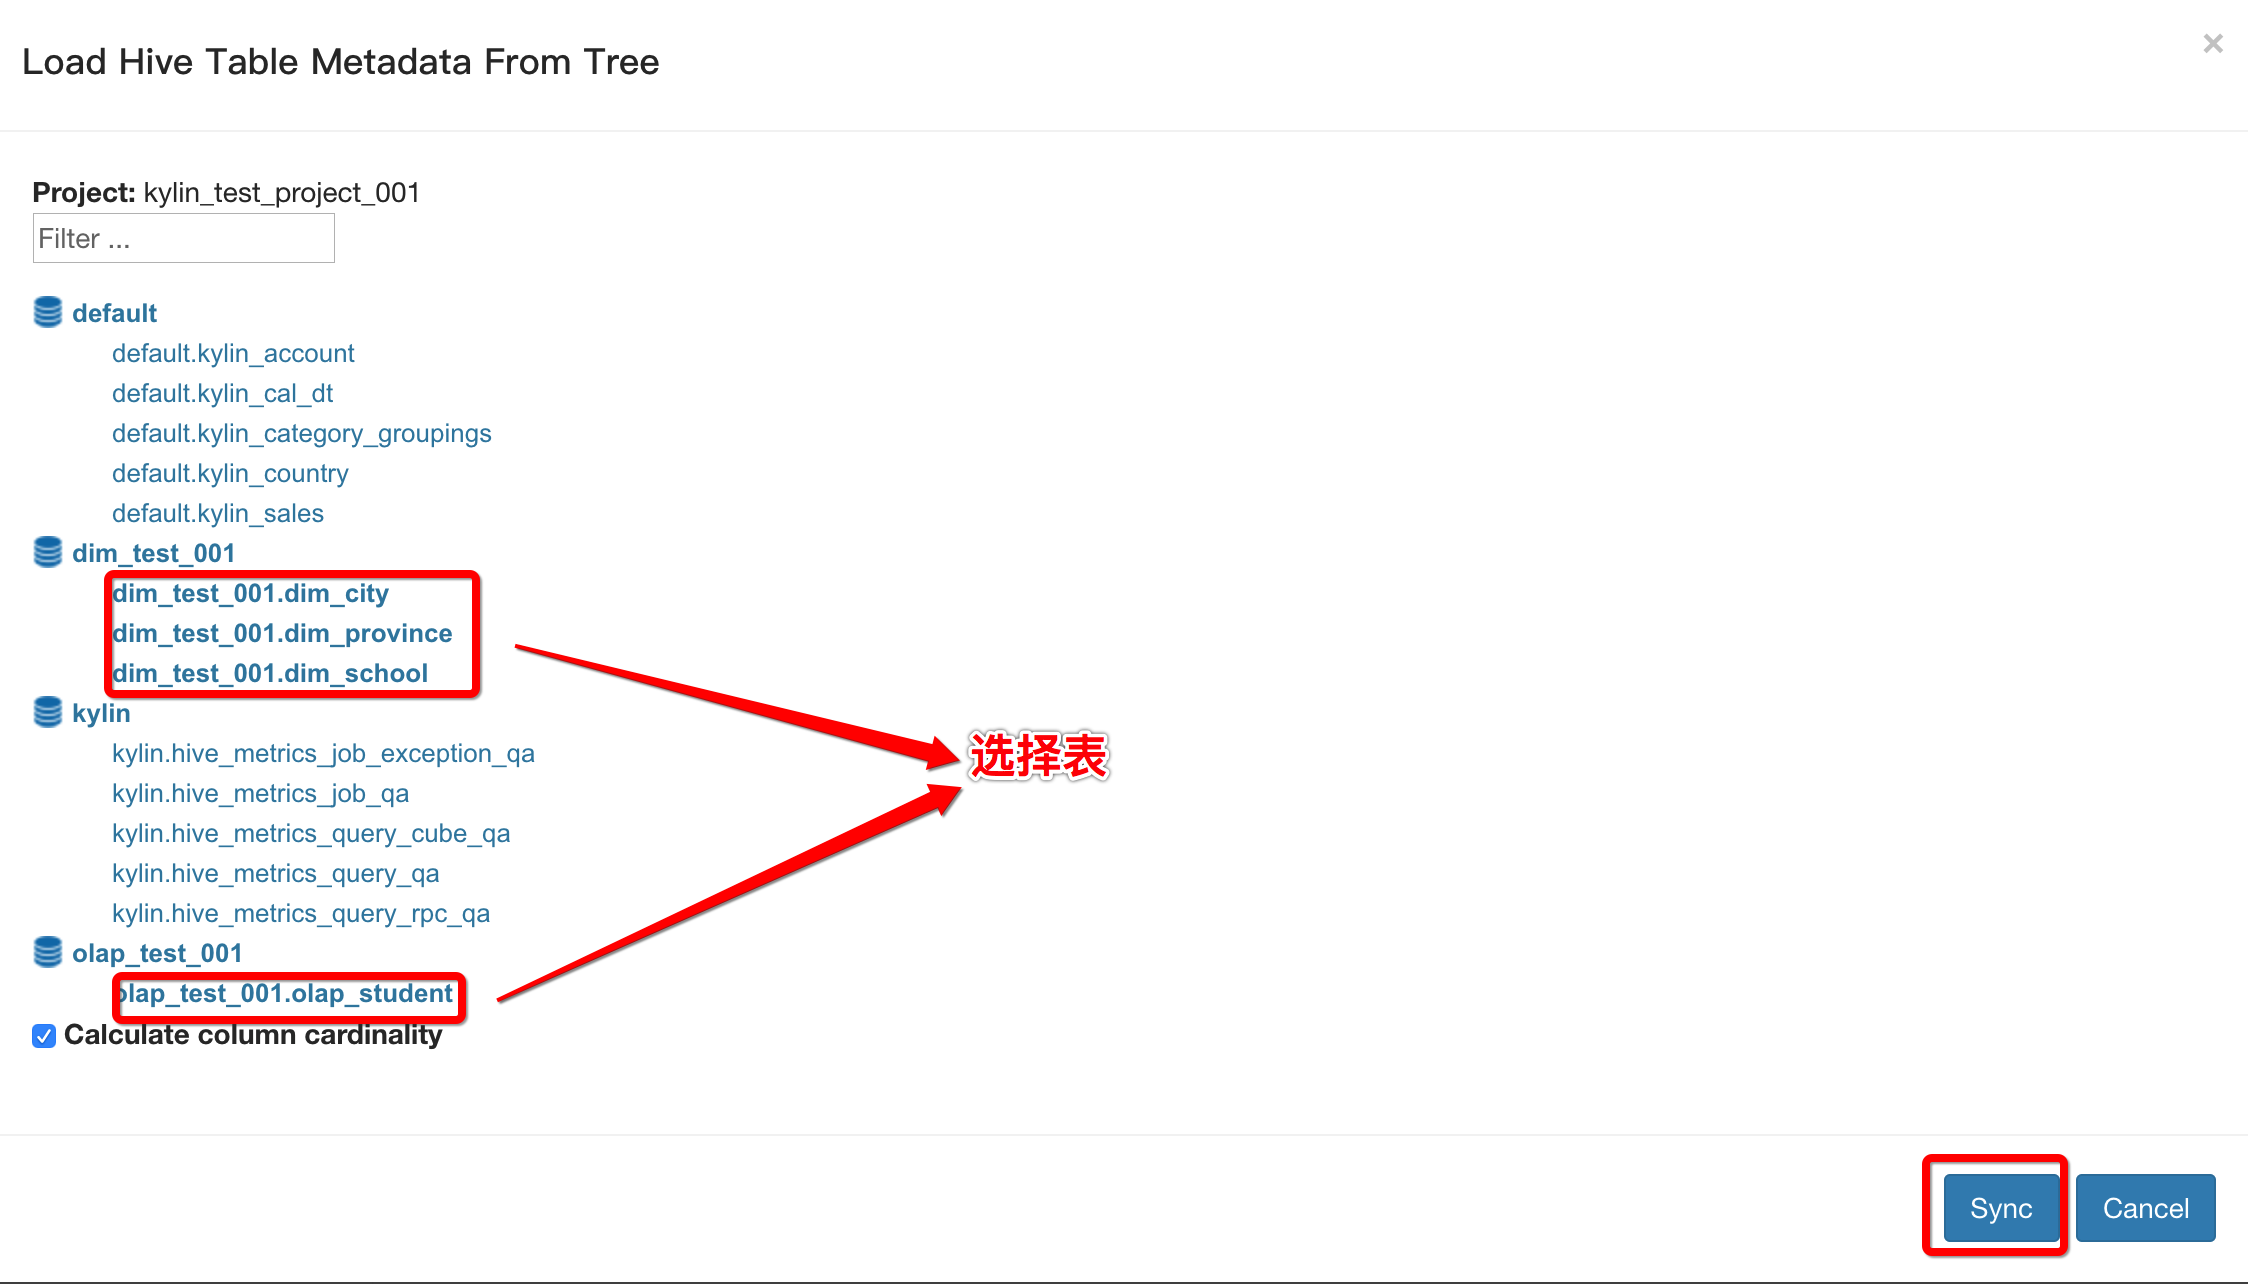 Load Hive Table Metadata From Tree
×
Project: kylin_test_project_001
Filter ...
default
default.kylin_account
default.kylin_cal_dt
default.kylin_category_groupings
default.kylin_country
default.kylin_sales
dim_test_001
dim_test_001.dim_city
dim_test_001.dim_province
dim_test_001.dim_school
kylin
kylin.hive_metrics_job_exception_qa
选择表
kylin.hive_metrics_job_qa
kylin.hive_metrics_query_cube_qa
kylin.hive_metrics_query_qa
kylin.hive_metrics_query_rpc_qa
olap_test_001
olap_test_001.olap_student
Calculate column cardinality
Sync
Cancel